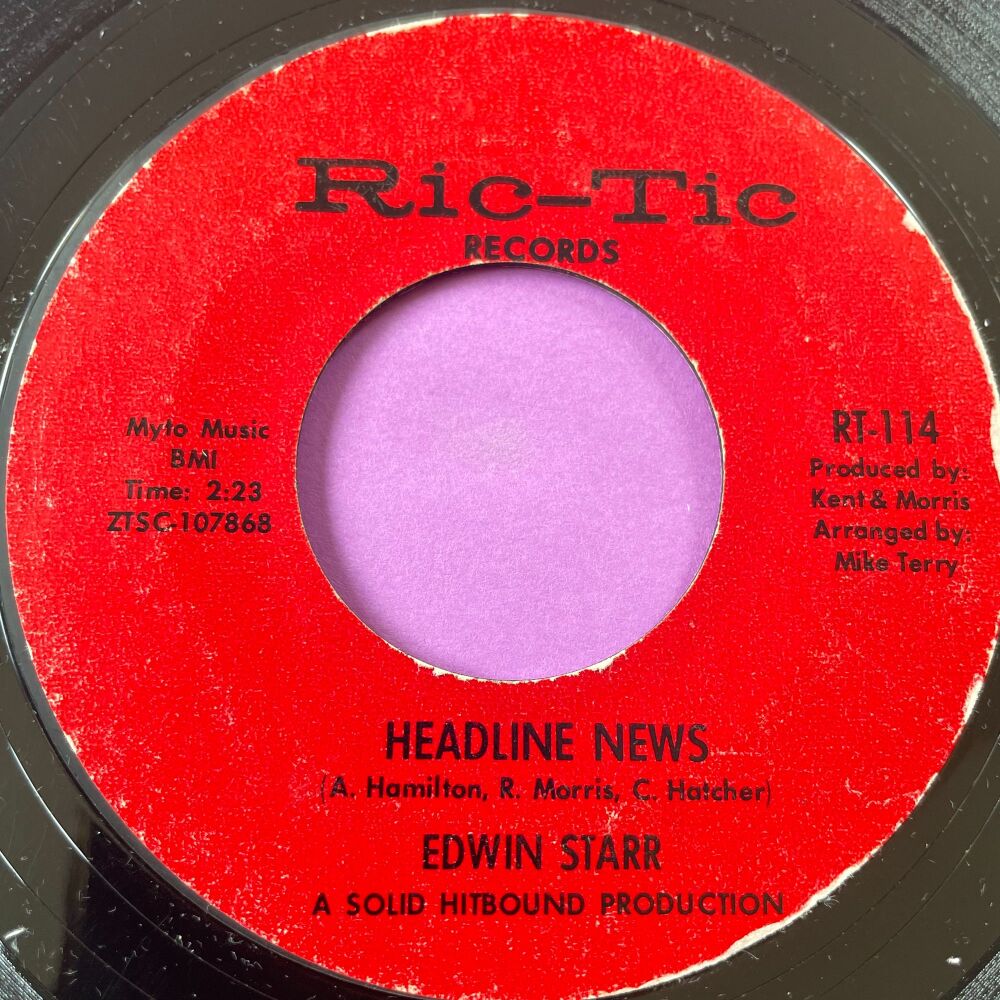 Ric-Tic
RECORDS
Myto Music
BMI
Time: 2:23
ZTSC-107868
RT-114
Produced by:
Kent & Morris
Arranged by:
Mike Terry
HEADLINE NEWS
(A. Hamilton, R. Morris, C. Hatcher)
EDWIN STARR
A SOLID HITBOUND PRODUCTION